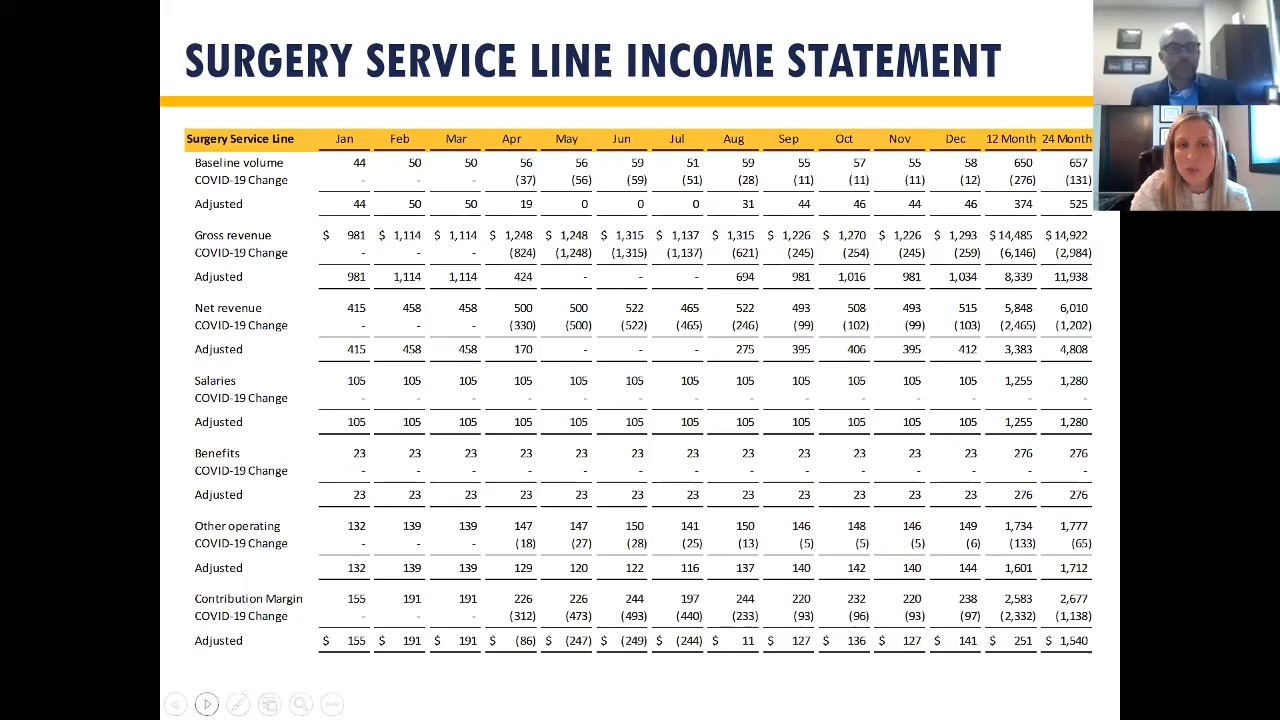 SURGERY SERVICE LINE INCOME STATEMENT
Surgery Service Line Jan Feb Mar Apr May Jun Jul Aug Sep Oct Nov Dec 12 Month 24 Month
Baseline volume 44 50 50 56 56 59 51 59 55 57 55 58 650 657
COVID-19 Change - - - (37) (56) (59) (51) (28) (11) (11) (11) (12) (276) (131)
Adjusted 44 50 50 19 0 0 0 31 44 46 44 46 374 525
Gross revenue $ 981 $ 1,114 $ 1,114 $ 1,248 $ 1,248 $ 1,315 $ 1,137 $ 1,315 $ 1,226 $ 1,270 $ 1,226 $ 1,293 $ 14,485 $ 14,922
COVID-19 Change - - - (824) (1,248) (1,315) (1,137) (621) (245) (254) (245) (259) (6,146) (2,984)
Adjusted 981 1,114 1,114 424 - - - 694 981 1,016 981 1,034 8,339 11,938
Net revenue 415 458 458 500 500 522 465 522 493 508 493 515 5,848 6,010
COVID-19 Change - - - (330) (500) (522) (465) (246) (99) (102) (99) (103) (2,465) (1,202)
Adjusted 415 458 458 170 - - - 275 395 406 395 412 3,383 4,808
Salaries 105 105 105 105 105 105 105 105 105 105 105 105 1,255 1,280
COVID-19 Change - - - - - - - - - - - - - -
Adjusted 105 105 105 105 105 105 105 105 105 105 105 105 1,255 1,280
Benefits 23 23 23 23 23 23 23 23 23 23 23 23 276 276
COVID-19 Change - - - - - - - - - - - - - -
Adjusted 23 23 23 23 23 23 23 23 23 23 23 23 276 276
Other operating 132 139 139 147 147 150 141 150 146 148 146 149 1,734 1,777
COVID-19 Change - - - (18) (27) (28) (25) (13) (5) (5) (5) (6) (133) (65)
Adjusted 132 139 139 129 120 122 116 137 140 142 140 144 1,601 1,712
Contribution Margin 155 191 191 226 226 244 197 244 220 232 220 238 2,583 2,677
COVID-19 Change - - - (312) (473) (493) (440) (233) (93) (96) (93) (97) (2,332) (1,138)
Adjusted $ 155 $ 191 $ 191 $ (86) $ (247) $ (249) $ (244) $ 11 $ 127 $ 136 $ 127 $ 141 $ 251 $ 1,540